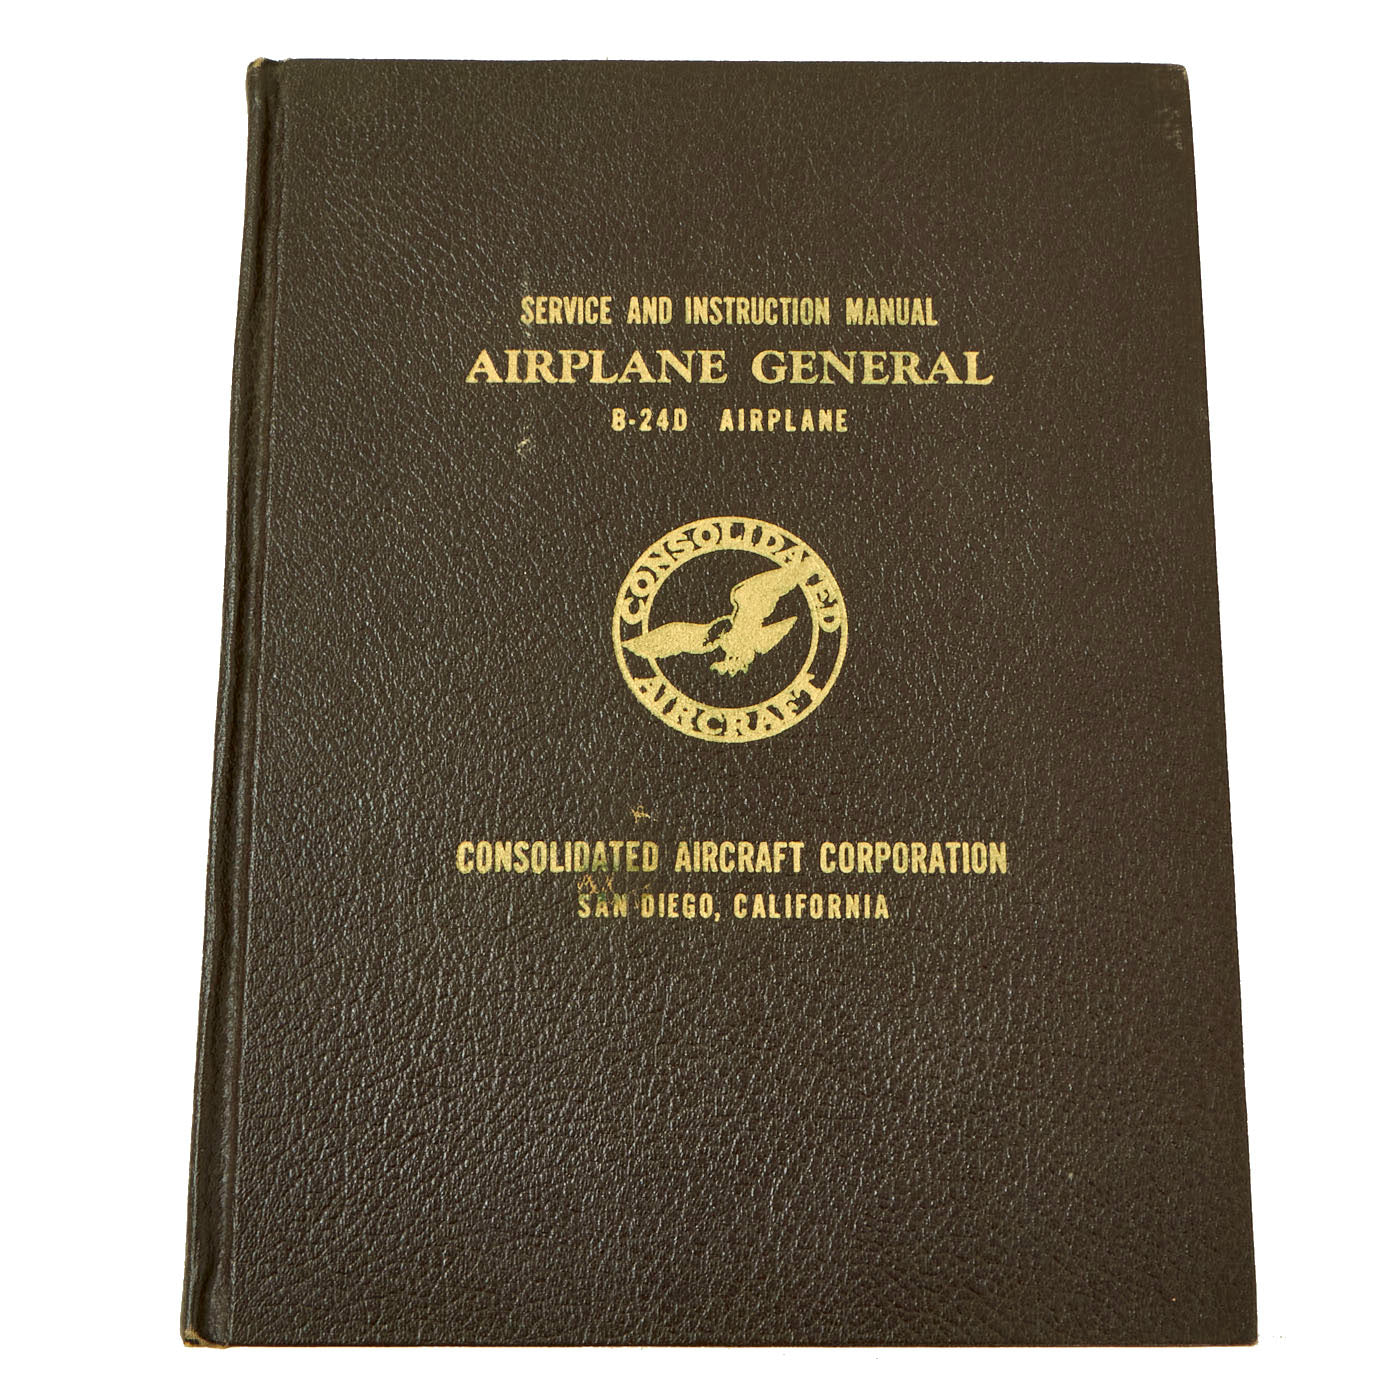 SERVICE AND INSTRUCTION MANUAL
AIRPLANE GENERAL
B-24D AIRPLANE
CONSOLIDATED
AIRCRAFT
CONSOLIDATED AIRCRAFT CORPORATION
SAN DIEGO, CALIFORNIA